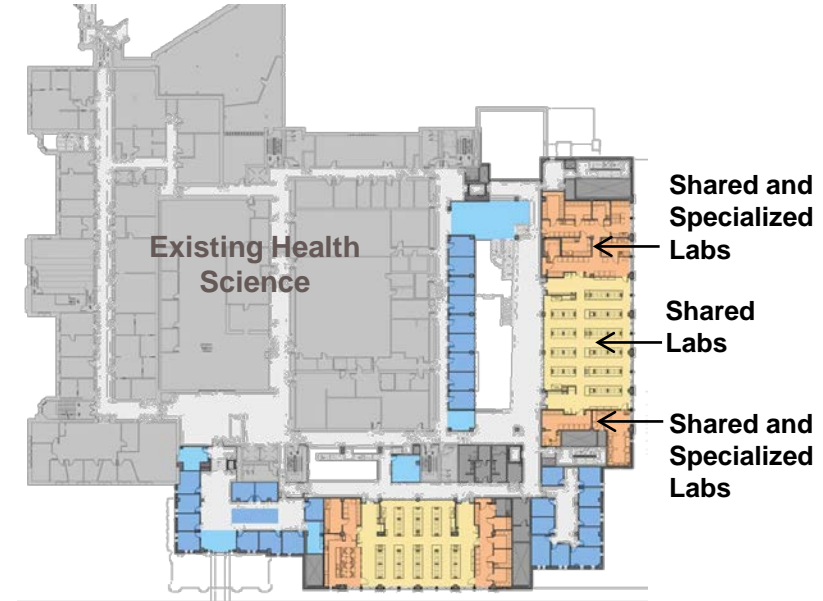 Existing Health
Science
Shared and
Specialized
Labs
Shared
Labs
Shared and
Specialized
Labs